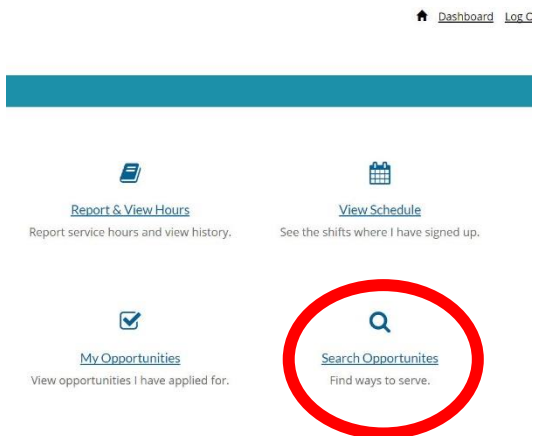 Dashboard Log O
Report & View Hours
Report service hours and view history.
View Schedule
See the shifts where I have signed up.
My Opportunities
View opportunities I have applied for.
Search Opportunites
Find ways to serve.